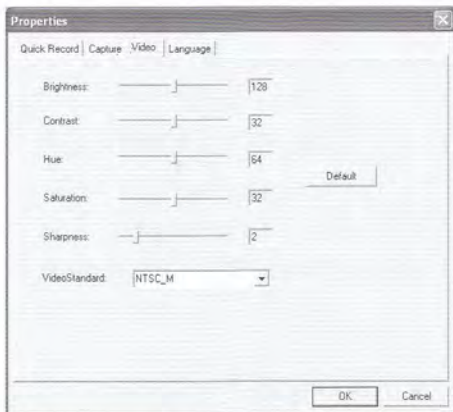 Properties
Quick Record Capture Video Language
Brightness: 128
Contrast: 32
Hue: 64
Default
Saturation: 32
Sharpness: 2
VideoStandard: NTSC_M
OK Cancel